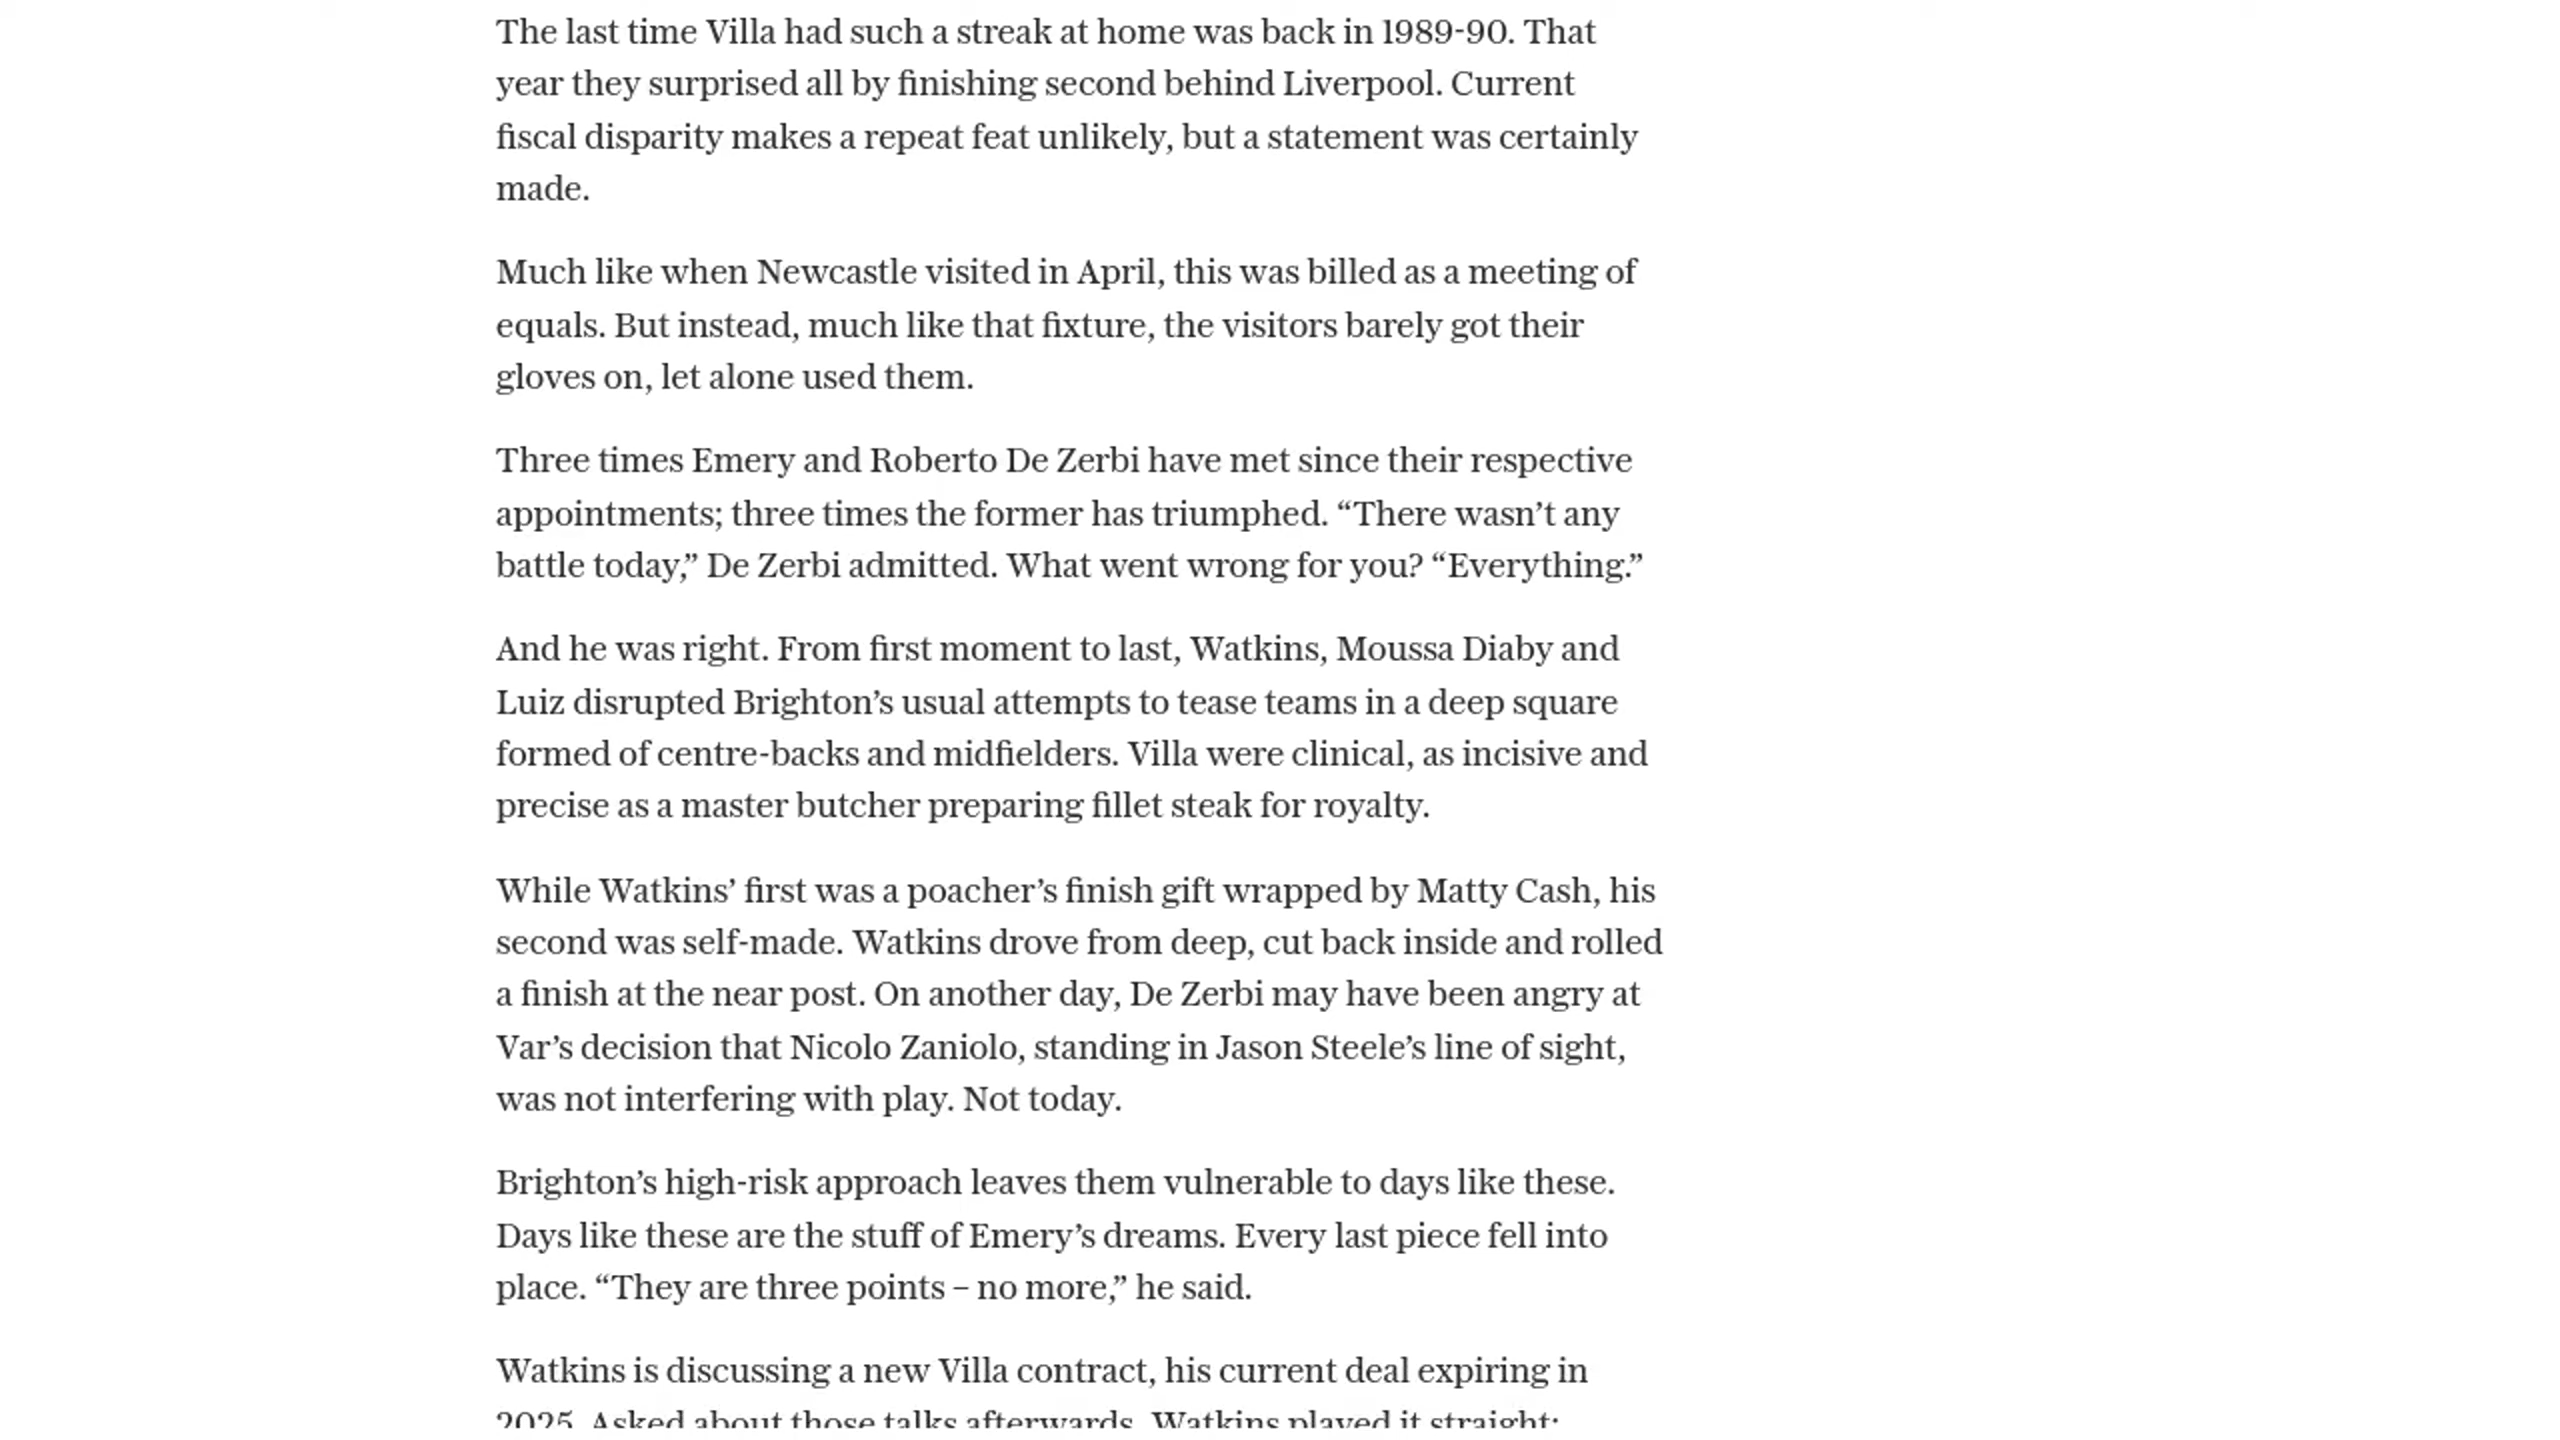 The last time Villa had such a streak at home was back in 1989-90. That
year they surprised all by finishing second behind Liverpool. Current
fiscal disparity makes a repeat feat unlikely, but a statement was certainly
made.
Much like when Newcastle visited in April, this was billed as a meeting of
equals. But instead, much like that fixture, the visitors barely got their
gloves on, let alone used them.
Three times Emery and Roberto De Zerbi have met since their respective
appointments; three times the former has triumphed. “There wasn’t any
battle today,” De Zerbi admitted. What went wrong for you? “Everything.”
And he was right. From first moment to last, Watkins, Moussa Diaby and
Luiz disrupted Brighton’s usual attempts to tease teams in a deep square
formed of centre-backs and midfielders. Villa were clinical, as incisive and
precise as a master butcher preparing fillet steak for royalty.
While Watkins’ first was a poacher’s finish gift wrapped by Matty Cash, his
second was self-made. Watkins drove from deep, cut back inside and rolled
a finish at the near post. On another day, De Zerbi may have been angry at
Var’s decision that Nicolo Zaniolo, standing in Jason Steele’s line of sight,
was not interfering with play. Not today.
Brighton’s high-risk approach leaves them vulnerable to days like these.
Days like these are the stuff of Emery’s dreams. Every last piece fell into
place. “They are three points – no more,” he said.
Watkins is discussing a new Villa contract, his current deal expiring in
2025. Asked about those talks afterwards, Watkins played it straight: